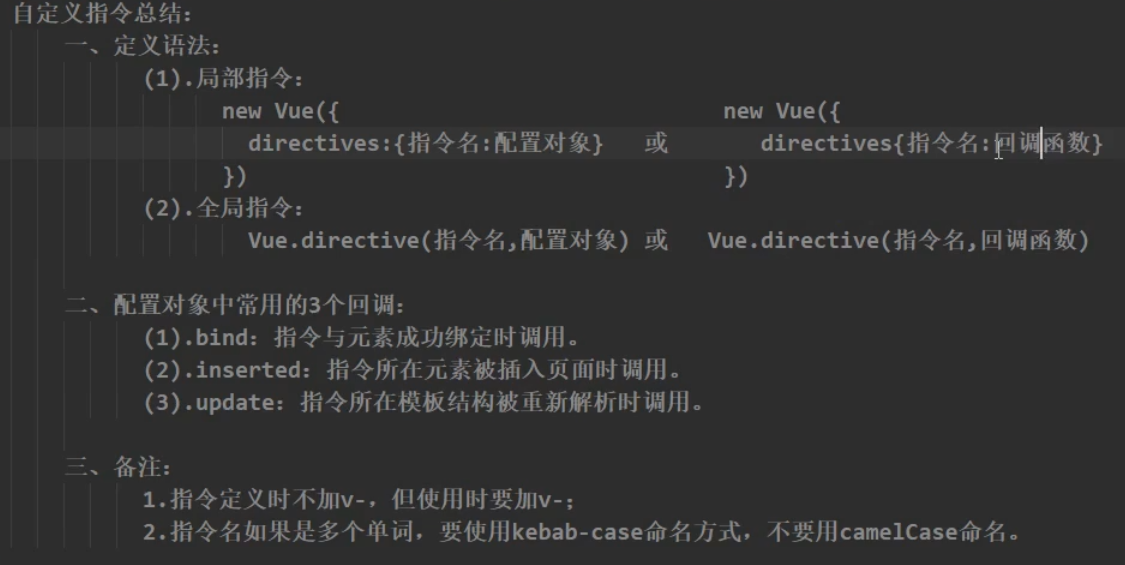 自定义指令总结:
一、定义语法:
(1).局部指令:
new Vue({ new Vue({
directives:{指令名:配置对象} 或 directives{指令名:回调函数}
}) })
(2).全局指令:
Vue.directive(指令名,配置对象) 或 Vue.directive(指令名,回调函数)
二、配置对象中常用的3个回调:
(1).bind: 指令与元素成功绑定时调用。
(2).inserted: 指令所在元素被插入页面时调用。
(3).update: 指令所在模板结构被重新解析时调用。
三、备注:
1.指令定义时不加v-，但使用时要加v-;
2.指令名如果是多个单词，要使用kebab-case命名方式，不要用camelCase命名。